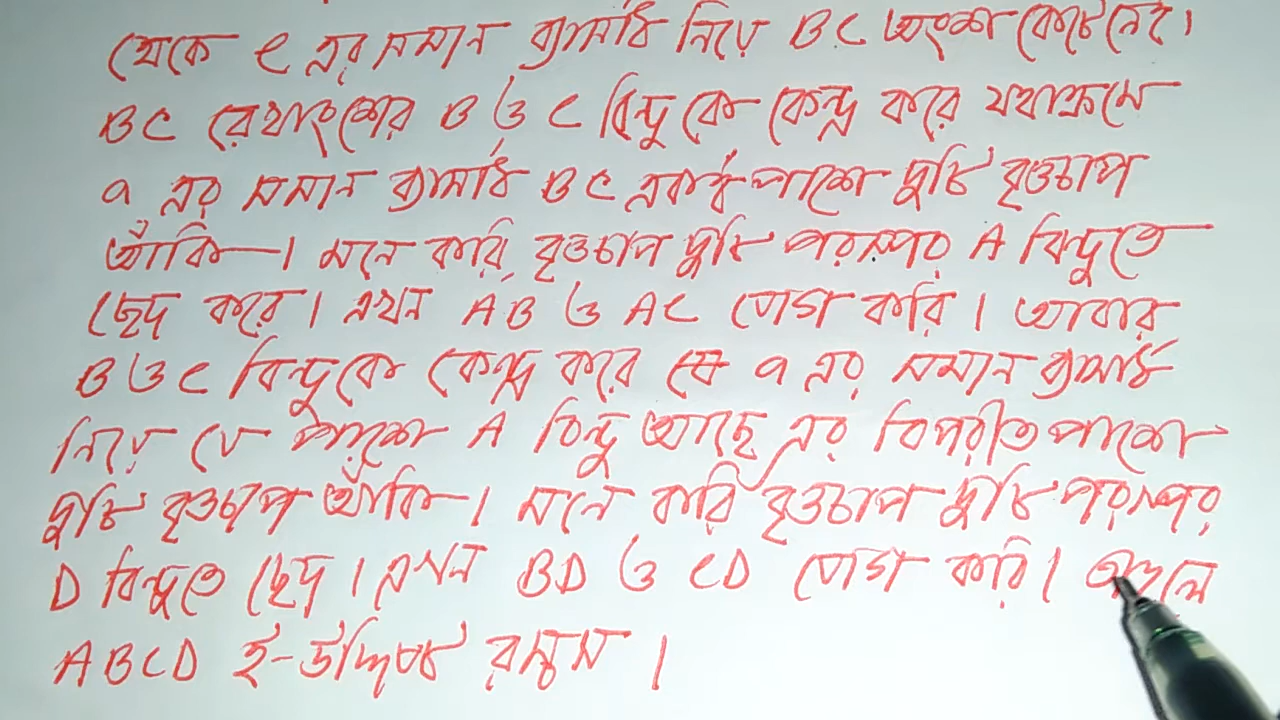 থেকে e এর সমান ব্যাসার্ধ নিয়ে BC অংশ কেটে নেই।
BC রেখাংশের B ও C বিন্দুকে কেন্দ্র করে যথাক্রমে
a এর সমান ব্যাসার্ধ BC একই পাশে দুটি বৃত্তচাপ
আঁকি। মনে করি, বৃত্তচাপ দুটি পরস্পর A বিন্দুতে
ছেদ করে। এখন AB ও AC যোগ করি। আবার
B ও C বিন্দুকে কেন্দ্র করে a এর সমান ব্যাসার্ধ
নিয়ে যে পাশে A বিন্দু আছে এর বিপরীত পাশে
দুটি বৃত্তচাপ আঁকি। মনে করি বৃত্তচাপ দুটি পরস্পর
D বিন্দুতে ছেদ। এখন BD ও CD যোগ করি।
ABCD ই-উদ্দিষ্ট রম্বস।